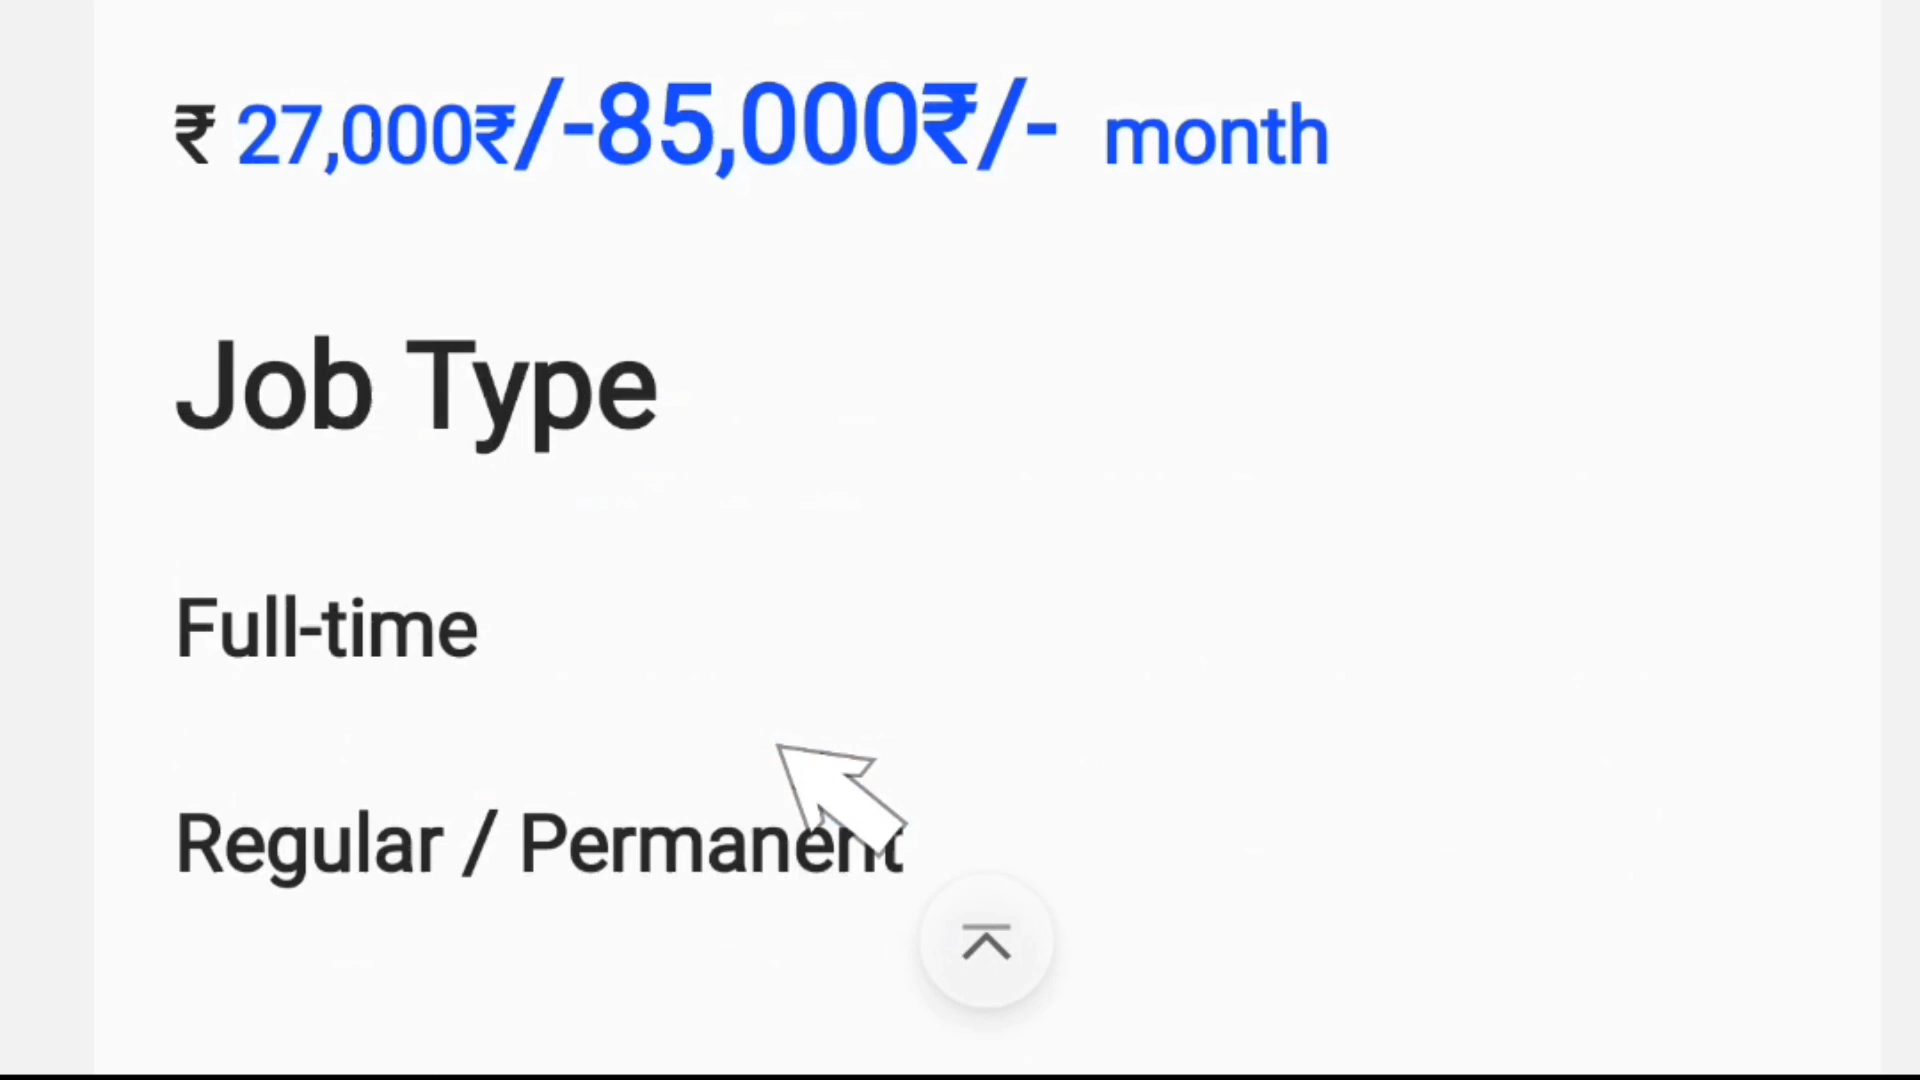 ₹ 27,000₹/-85,000₹/- month
Job Type
Full-time
Regular / Permanent